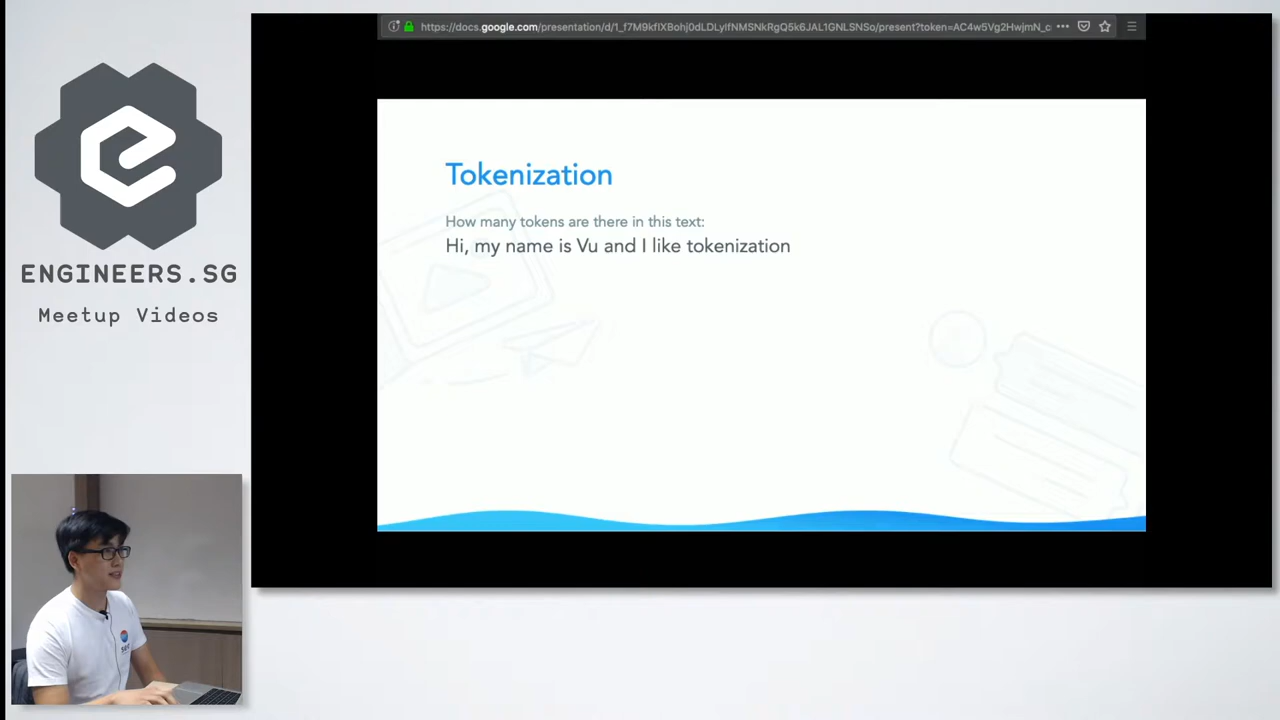 https://docs.google.com/presentation/d/1_f7M9kfIXBohj0dLDLyIfNMSNkRgQ5k6JAL1GNLSNSo/present?token=AC4w5Vg2HwjmN_c
ENGINEERS.SG
Meetup Videos
Tokenization
How many tokens are there in this text:
Hi, my name is Vu and I like tokenization